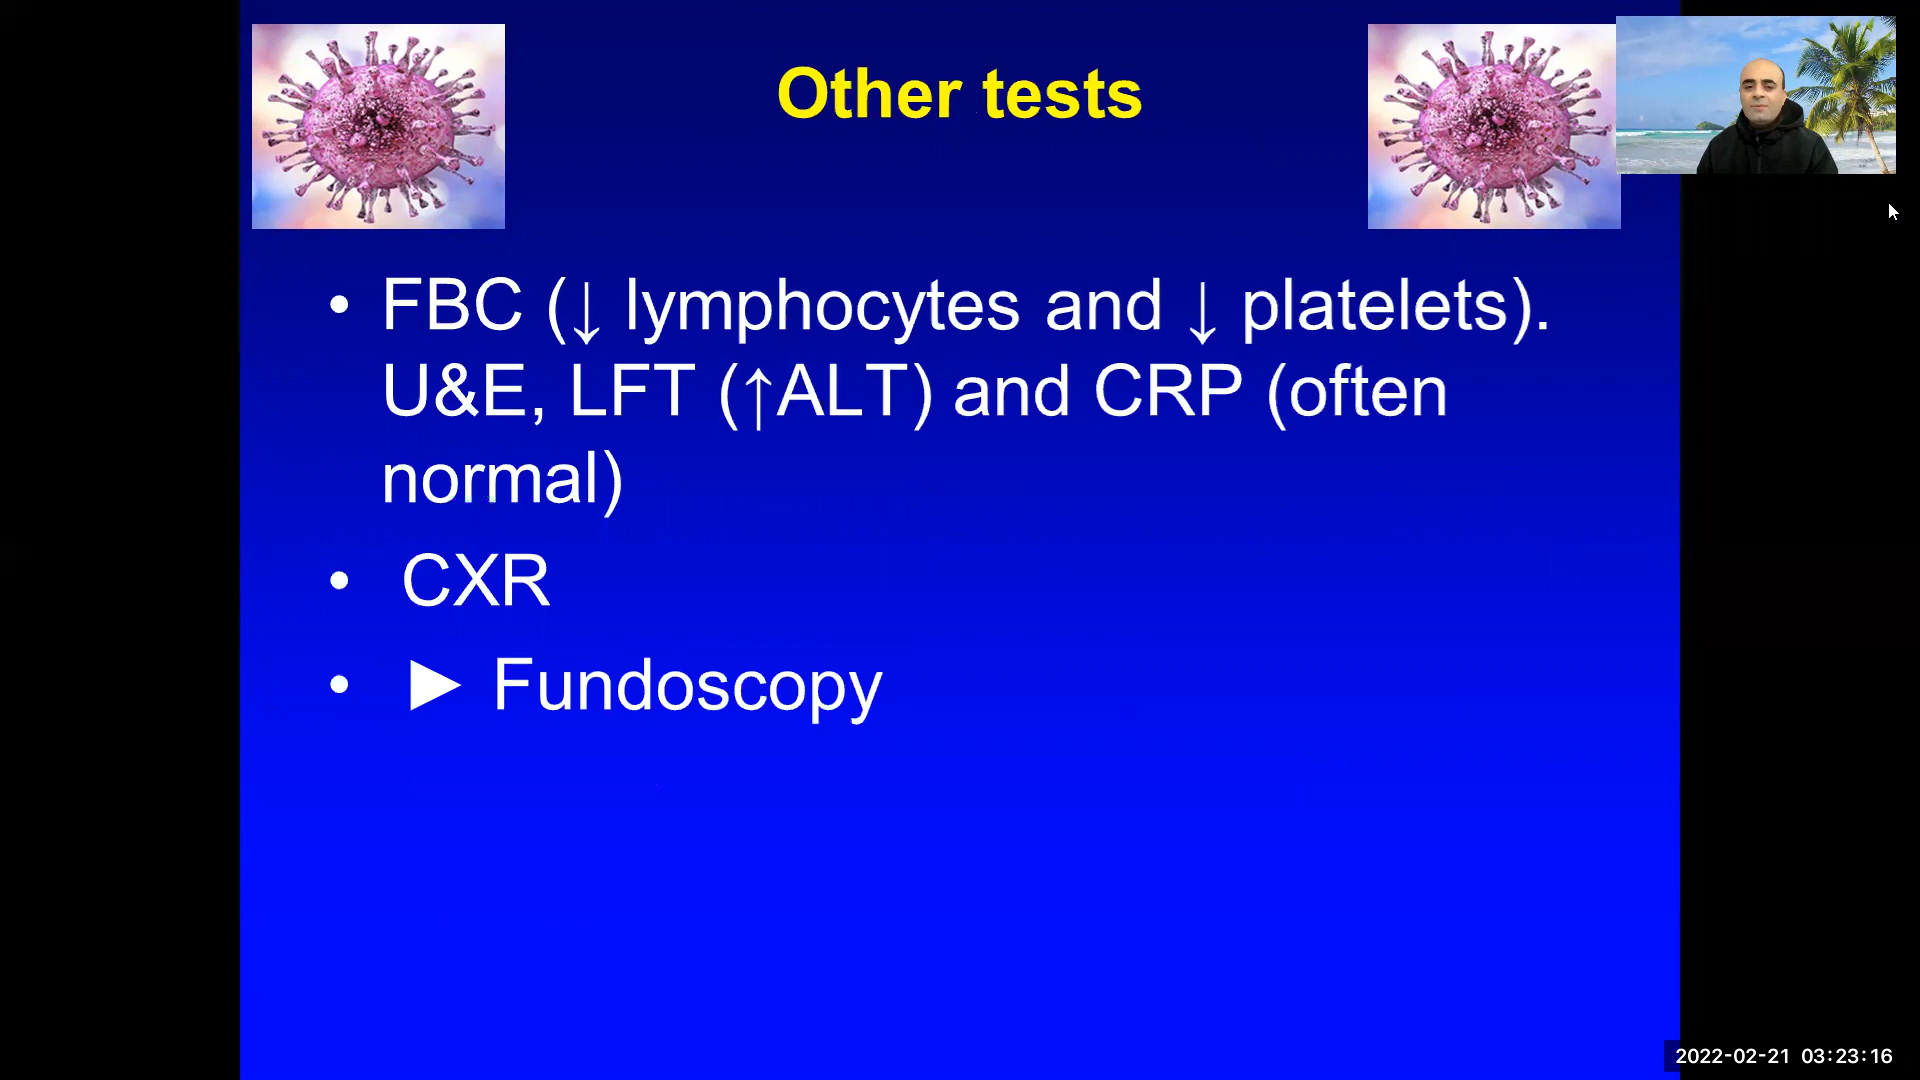 Other tests
• FBC (↓ lymphocytes and ↓ platelets).
U&E, LFT (↑ALT) and CRP (often
normal)
• CXR
• ► Fundoscopy
2022-02-21 03:23:16